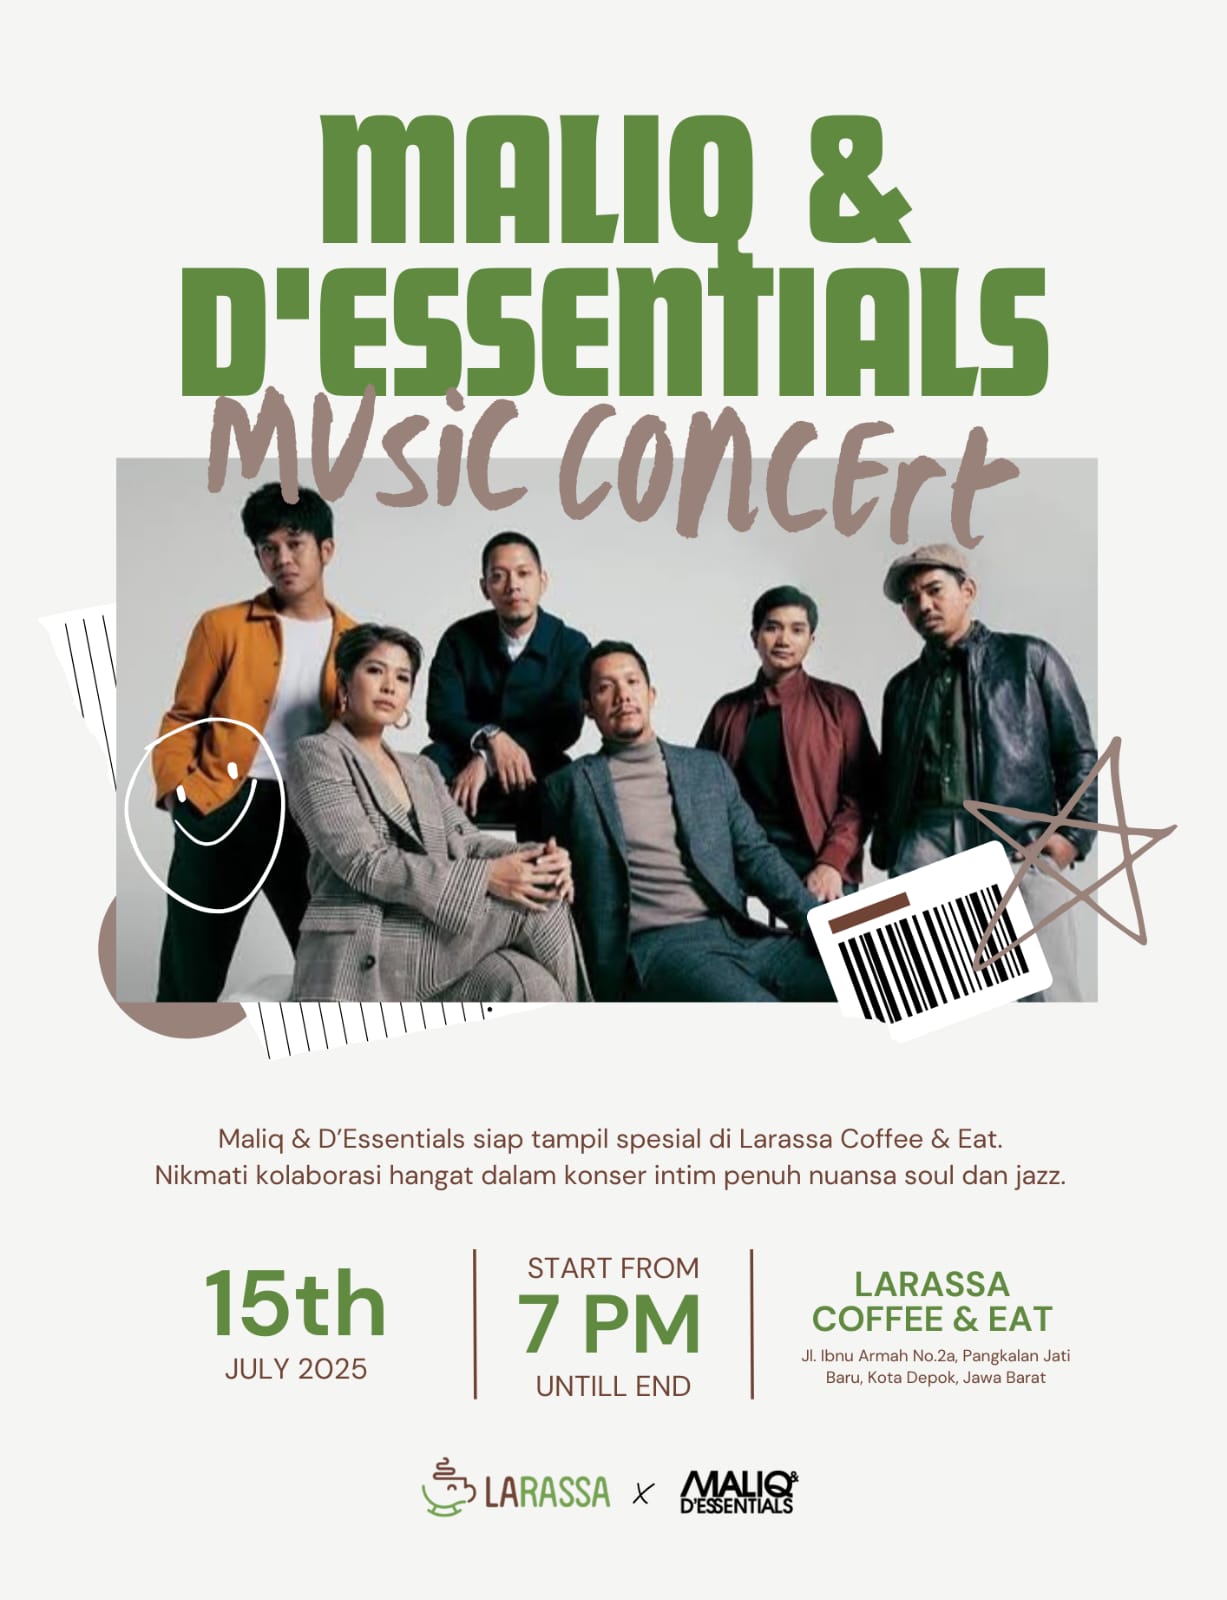 MALIQ &
D'ESSENTIALS
MUSIC CONCERT
Maliq & D’Essentials siap tampil spesial di Larassa Coffee & Eat.
Nikmati kolaborasi hangat dalam konser intim penuh nuansa soul dan jazz.
15th
JULY 2025
START FROM
7 PM
UNTILL END
LARASSA
COFFEE & EAT
Jl. Ibnu Armah No.2a, Pangkalan Jati
Baru, Kota Depok, Jawa Barat
LARASSA X MALIQ &
D'ESSENTIALS